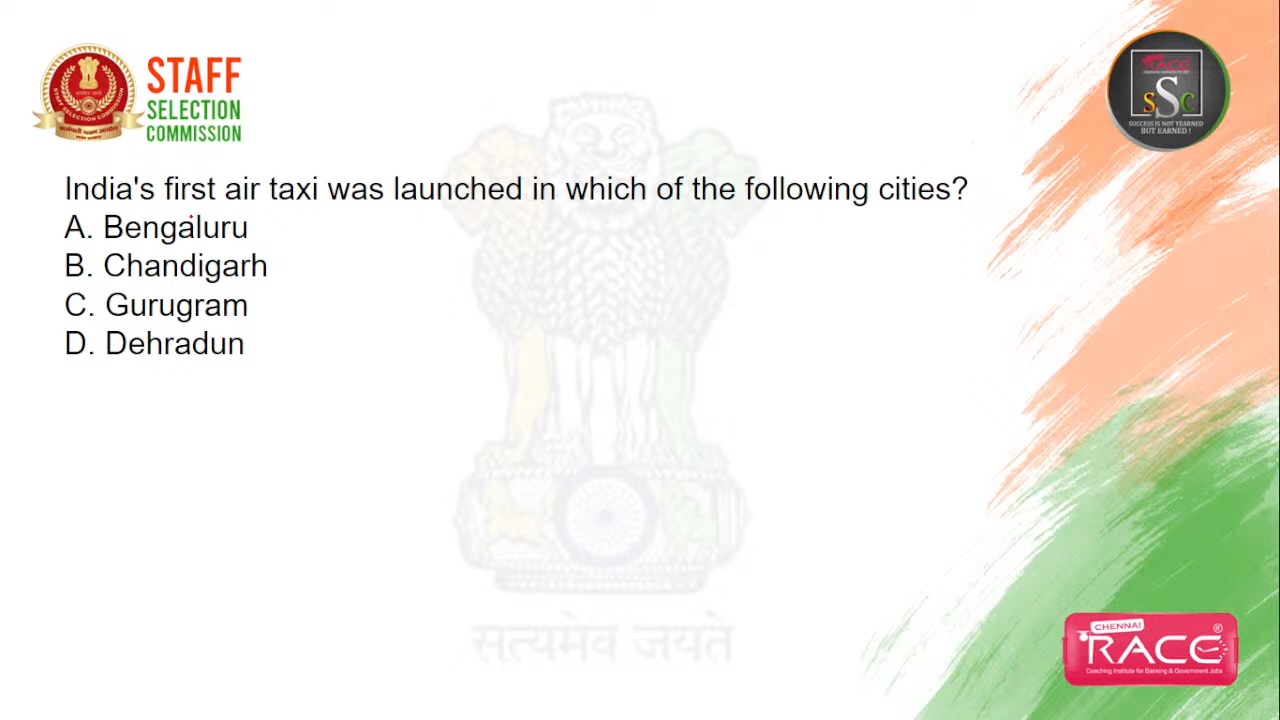 STAFF
SELECTION
COMMISSION
RACE
SSC
SUCCESS IS NOT YEARNED
BUT EARNED !
India's first air taxi was launched in which of the following cities?
A. Bengaluru
B. Chandigarh
C. Gurugram
D. Dehradun
सत्यमेव जयते
CHENNAI
RACE®
Coaching Institute for Banking & Government Jobs